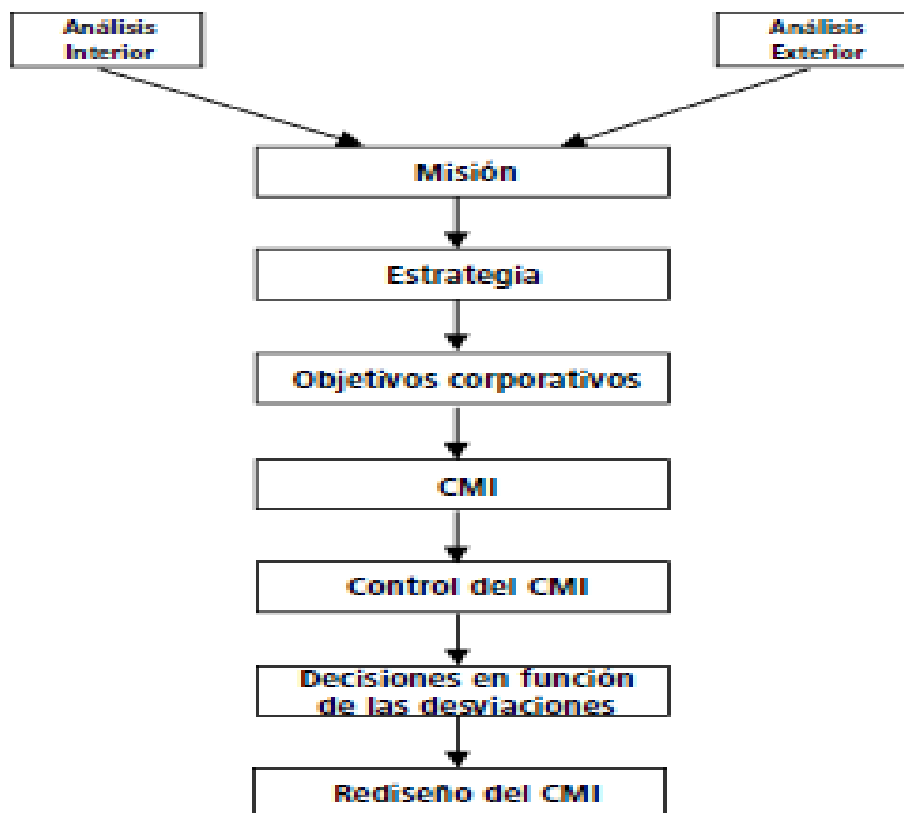 Análisis
Interior
Análisis
Exterior
Misión
Estrategia
Objetivos corporativos
CMI
Control del CMI
Decisiones en función
de las desviaciones
Rediseño del CMI